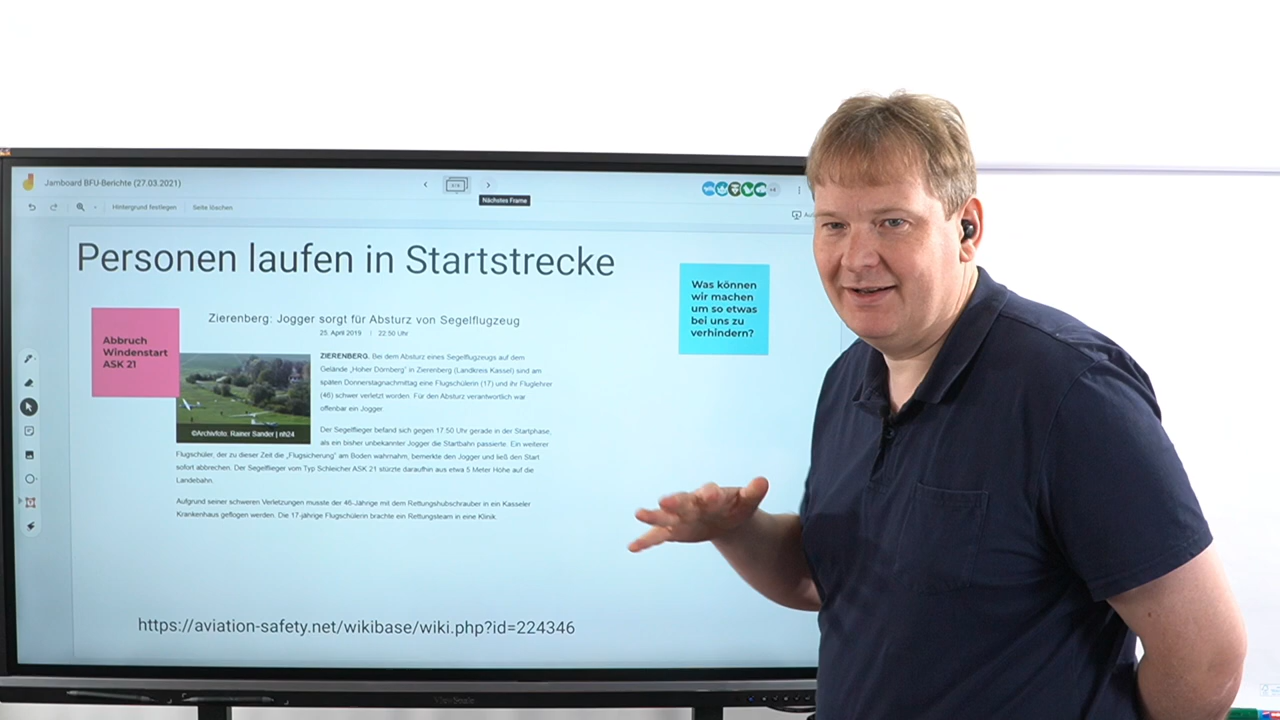 Jamboard BFU-Berichte (27.03.2021)
Nächstes Frame
Hintergrund festlegen Seite löschen
Personen laufen in Startstrecke
Was können
wir machen
um so etwas
bei uns zu
verhindern?
Abbruch
Windenstart
ASK 21
Zierenberg: Jogger sorgt für Absturz von Segelflugzeug
25. April 2019 | 22:50 Uhr
©Archivfoto. Rainer Sander | nh24
ZIERENBERG. Bei dem Absturz eines Segelflugzeugs auf dem
Gelände „Hoher Dörnberg" in Zierenberg (Landkreis Kassel) sind am
späten Donnerstagnachmittag eine Flugschülerin (17) und ihr Fluglehrer
(46) schwer verletzt worden. Für den Absturz verantwortlich war
offenbar ein Jogger.
Der Segelflieger befand sich gegen 17:50 Uhr gerade in der Startphase,
als ein bisher unbekannter Jogger die Startbahn passierte. Ein weiterer
Flugschüler, der zu dieser Zeit die „Flugsicherung" am Boden wahrnahm, bemerkte den Jogger und ließ den Start
sofort abbrechen. Der Segelflieger vom Typ Schleicher ASK 21 stürzte daraufhin aus etwa 5 Meter Höhe auf die
Landebahn.
Aufgrund seiner schweren Verletzungen musste der 46-Jährige mit dem Rettungshubschrauber in ein Kasseler
Krankenhaus geflogen werden. Die 17-jährige Flugschülerin brachte ein Rettungsteam in eine Klinik.
https://aviation-safety.net/wikibase/wiki.php?id=224346
ViewSonic